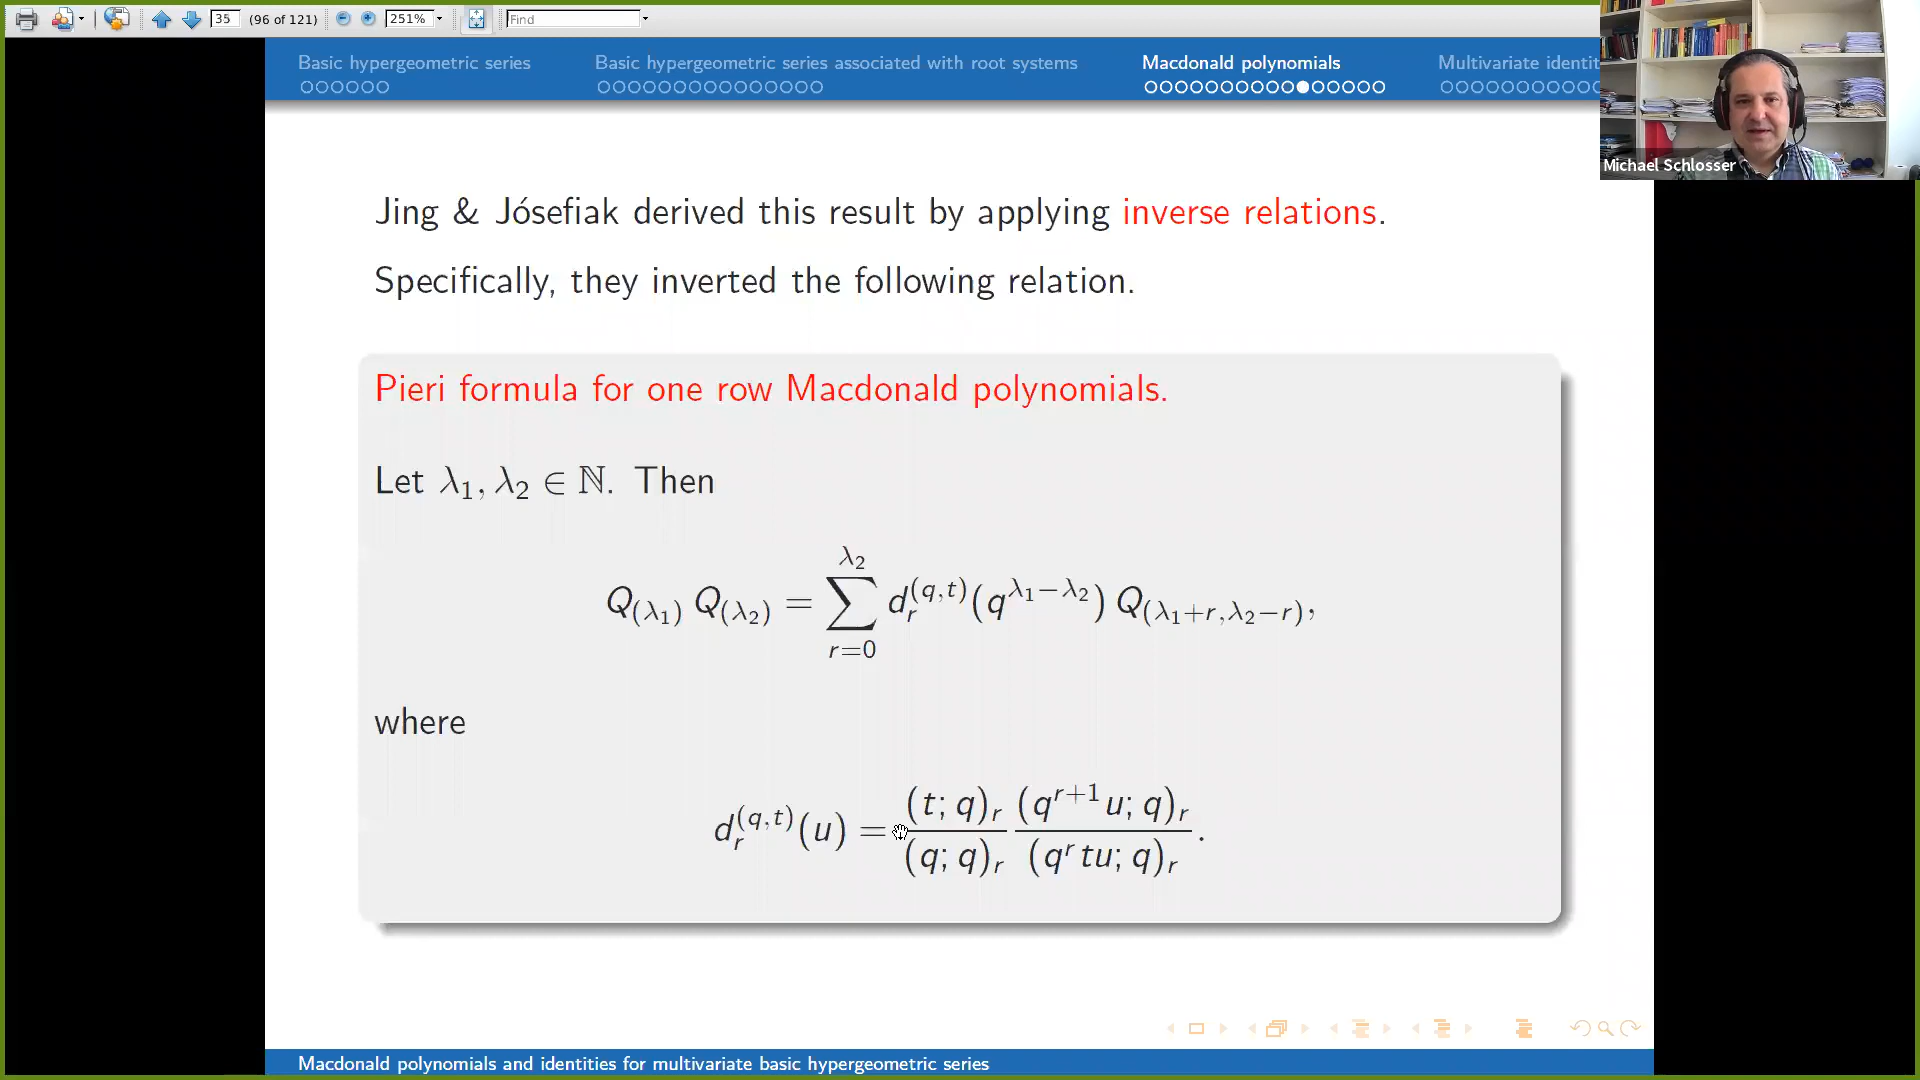 35 (96 of 121) 251% Find
Basic hypergeometric series Basic hypergeometric series associated with root systems Macdonald polynomials Multivariate identit
Michael Schlosser
Jing & Jósefiak derived this result by applying inverse relations.
Specifically, they inverted the following relation.
Pieri formula for one row Macdonald polynomials.
Let λ₁, λ₂ ∈ ℕ. Then
Q_{(λ₁)} Q_{(λ₂)} = \sum_{r=0}^{λ₂} d_r^{(q,t)}(q^{λ₁−λ₂}) Q_{(λ₁+r,λ₂−r)},
where
d_r^{(q,t)}(u) = \frac{(t; q)_r}{(q; q)_r} \frac{(q^{r+1}u; q)_r}{(q^r tu; q)_r}.
Macdonald polynomials and identities for multivariate basic hypergeometric series